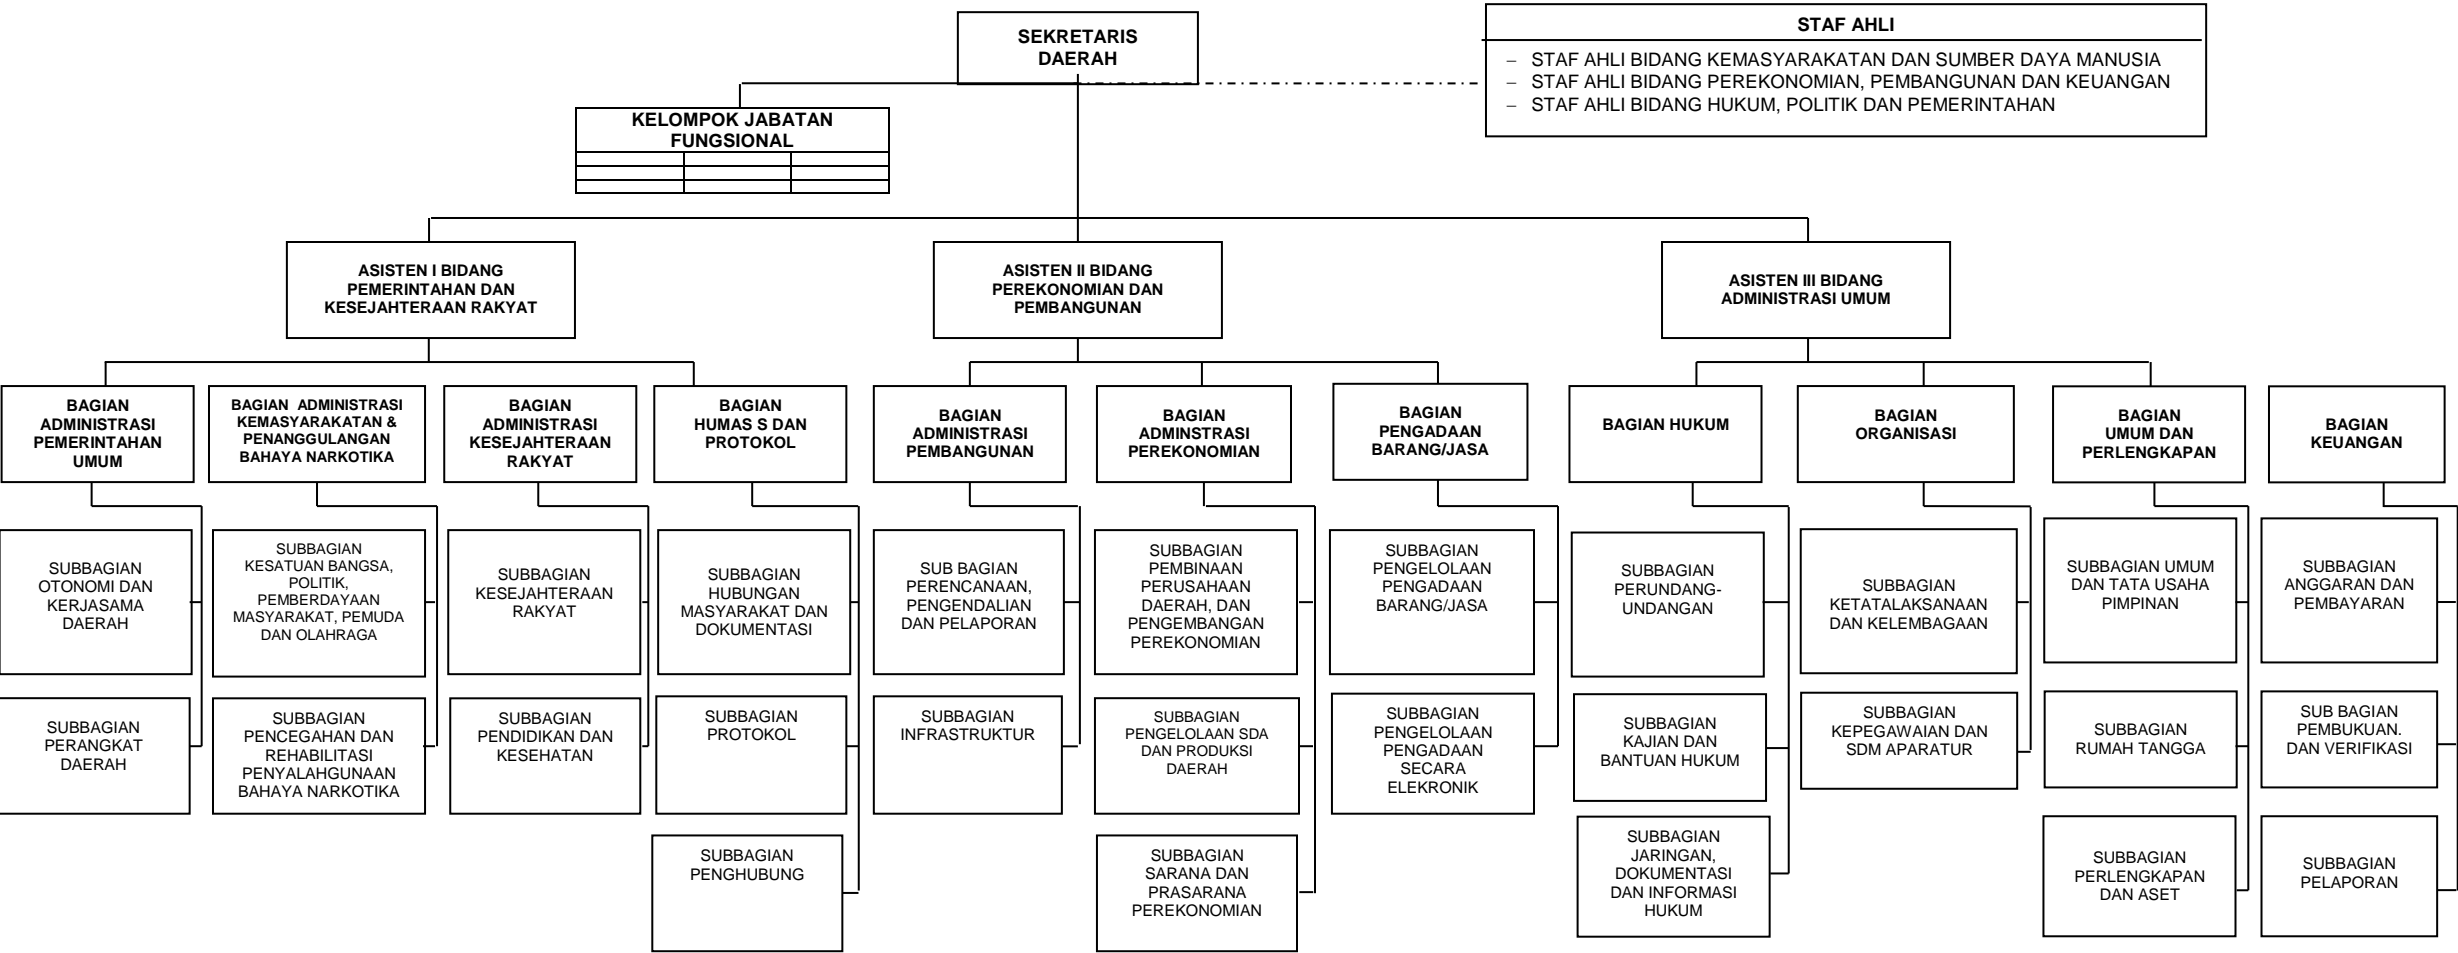 SEKRETARIS
DAERAH
STAF AHLI
– STAF AHLI BIDANG KEMASYARAKATAN DAN SUMBER DAYA MANUSIA
– STAF AHLI BIDANG PEREKONOMIAN, PEMBANGUNAN DAN KEUANGAN
– STAF AHLI BIDANG HUKUM, POLITIK DAN PEMERINTAHAN
KELOMPOK JABATAN
FUNGSIONAL
ASISTEN I BIDANG
PEMERINTAHAN DAN
KESEJAHTERAAN RAKYAT
ASISTEN II BIDANG
PEREKONOMIAN DAN
PEMBANGUNAN
ASISTEN III BIDANG
ADMINISTRASI UMUM
BAGIAN
ADMINISTRASI
PEMERINTAHAN
UMUM
BAGIAN ADMINISTRASI
KEMASYARAKATAN &
PENANGGULANGAN
BAHAYA NARKOTIKA
BAGIAN
ADMINISTRASI
KESEJAHTERAAN
RAKYAT
BAGIAN
HUMAS S DAN
PROTOKOL
BAGIAN
ADMINISTRASI
PEMBANGUNAN
BAGIAN
ADMINSTRASI
PEREKONOMIAN
BAGIAN
PENGADAAN
BARANG/JASA
BAGIAN HUKUM
BAGIAN
ORGANISASI
BAGIAN
UMUM DAN
PERLENGKAPAN
BAGIAN
KEUANGAN
SUBBAGIAN
OTONOMI DAN
KERJASAMA
DAERAH
SUBBAGIAN
KESATUAN BANGSA,
POLITIK,
PEMBERDAYAAN
MASYARAKAT, PEMUDA
DAN OLAHRAGA
SUBBAGIAN
KESEJAHTERAAN
RAKYAT
SUBBAGIAN
HUBUNGAN
MASYARAKAT DAN
DOKUMENTASI
SUB BAGIAN
PERENCANAAN,
PENGENDALIAN
DAN PELAPORAN
SUBBAGIAN
PEMBINAAN
PERUSAHAAN
DAERAH, DAN
PENGEMBANGAN
PEREKONOMIAN
SUBBAGIAN
PENGELOLAAN
PENGADAAN
BARANG/JASA
SUBBAGIAN
PERUNDANG-
UNDANGAN
SUBBAGIAN
KETATALAKSANAAN
DAN KELEMBAGAAN
SUBBAGIAN UMUM
DAN TATA USAHA
PIMPINAN
SUBBAGIAN
ANGGARAN DAN
PEMBAYARAN
SUBBAGIAN
PERANGKAT
DAERAH
SUBBAGIAN
PENCEGAHAN DAN
REHABILITASI
PENYALAHGUNAAN
BAHAYA NARKOTIKA
SUBBAGIAN
PENDIDIKAN DAN
KESEHATAN
SUBBAGIAN
PROTOKOL
SUBBAGIAN
INFRASTRUKTUR
SUBBAGIAN
PENGELOLAAN SDA
DAN PRODUKSI
DAERAH
SUBBAGIAN
PENGELOLAAN
PENGADAAN
SECARA
ELEKRONIK
SUBBAGIAN
KAJIAN DAN
BANTUAN HUKUM
SUBBAGIAN
KEPEGAWAIAN DAN
SDM APARATUR
SUBBAGIAN
RUMAH TANGGA
SUB BAGIAN
PEMBUKUAN.
DAN VERIFIKASI
SUBBAGIAN
PENGHUBUNG
SUBBAGIAN
SARANA DAN
PRASARANA
PEREKONOMIAN
SUBBAGIAN
JARINGAN,
DOKUMENTASI
DAN INFORMASI
HUKUM
SUBBAGIAN
PERLENGKAPAN
DAN ASET
SUBBAGIAN
PELAPORAN